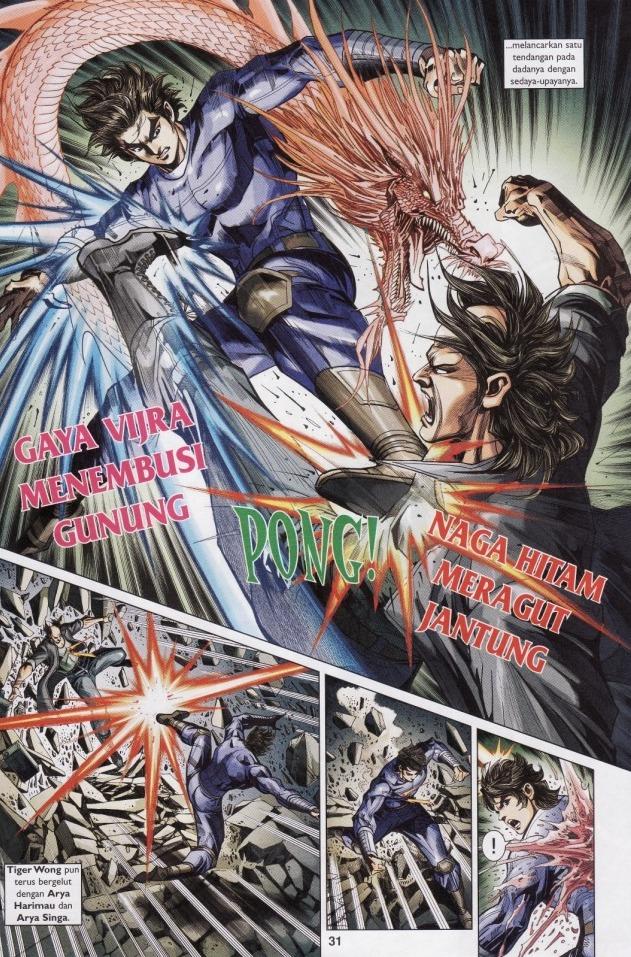 ...melancarkan satu
tendangan pada
dadanya dengan
sedaya-upayanya.
GAYA VIJRA
MENEMBUSI
GUNUNG
PONG!
NAGA HITAM
MERAGUT
JANTUNG
Tiger Wong pun
terus bergelut
dengan Arya
Harimau dan
Arya Singa.
!
31